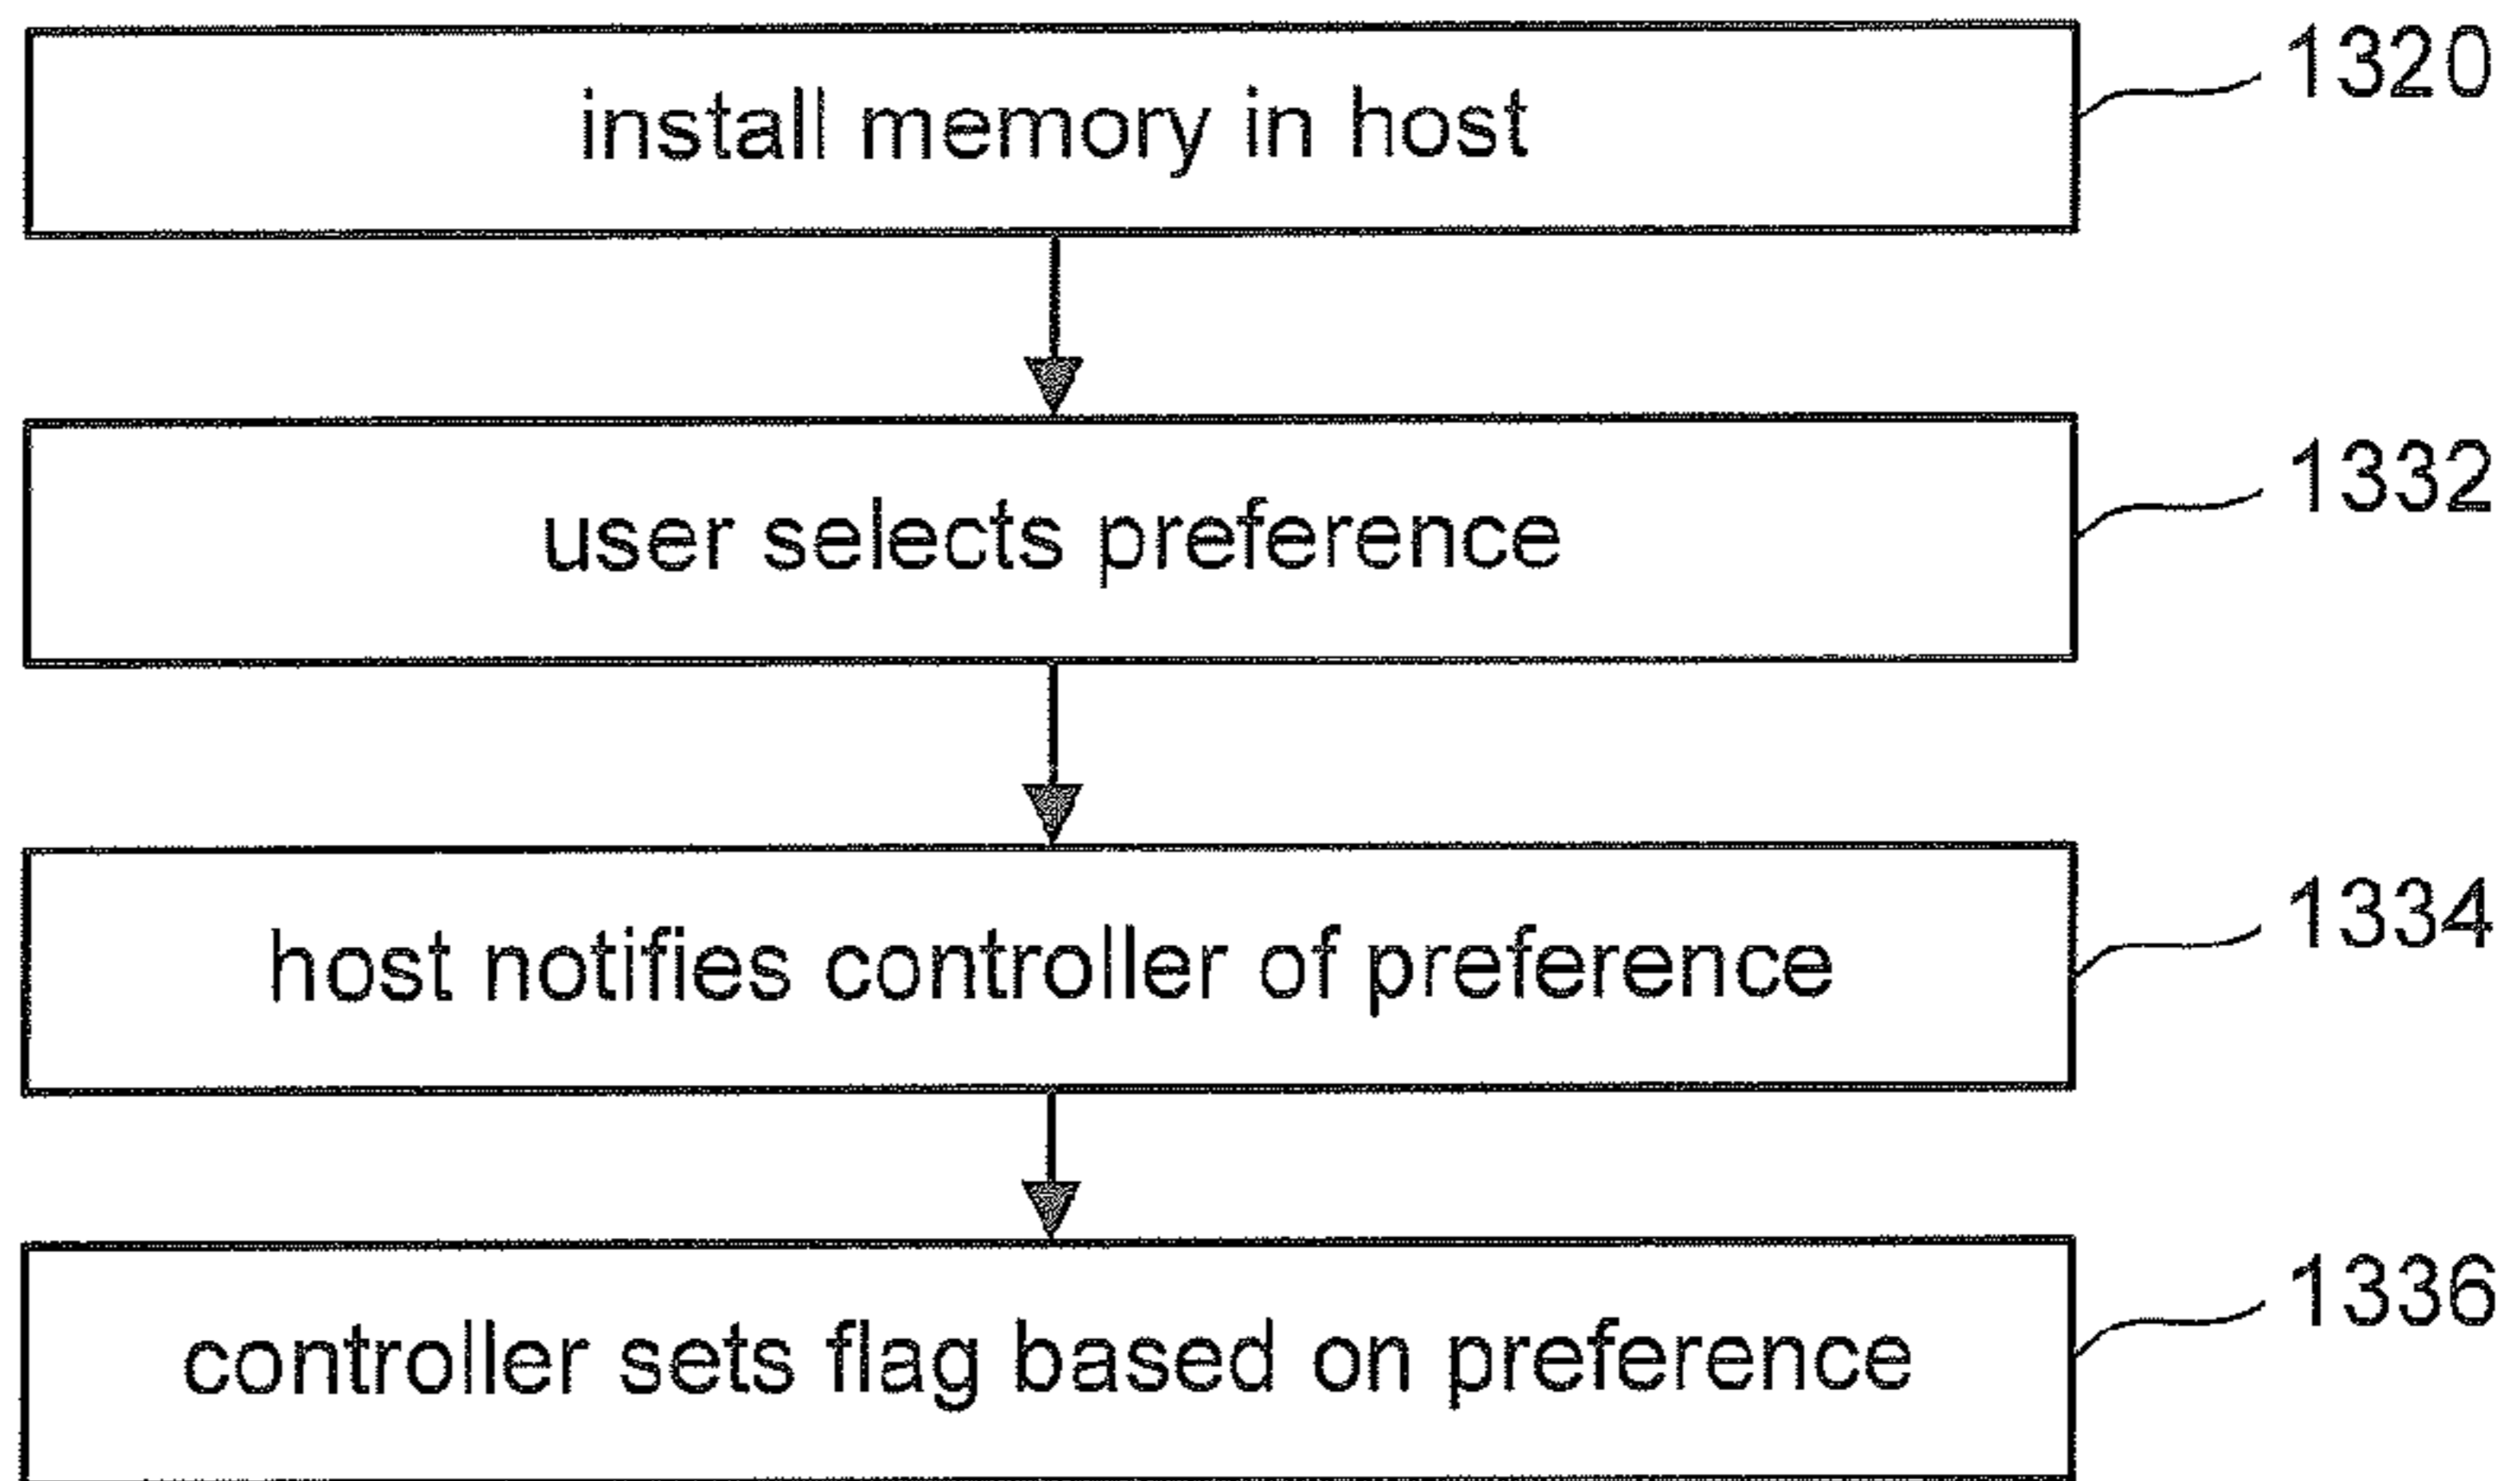 install memory in host
1320
user selects preference
1332
host notifies controller of preference
1334
controller sets flag based on preference
1336